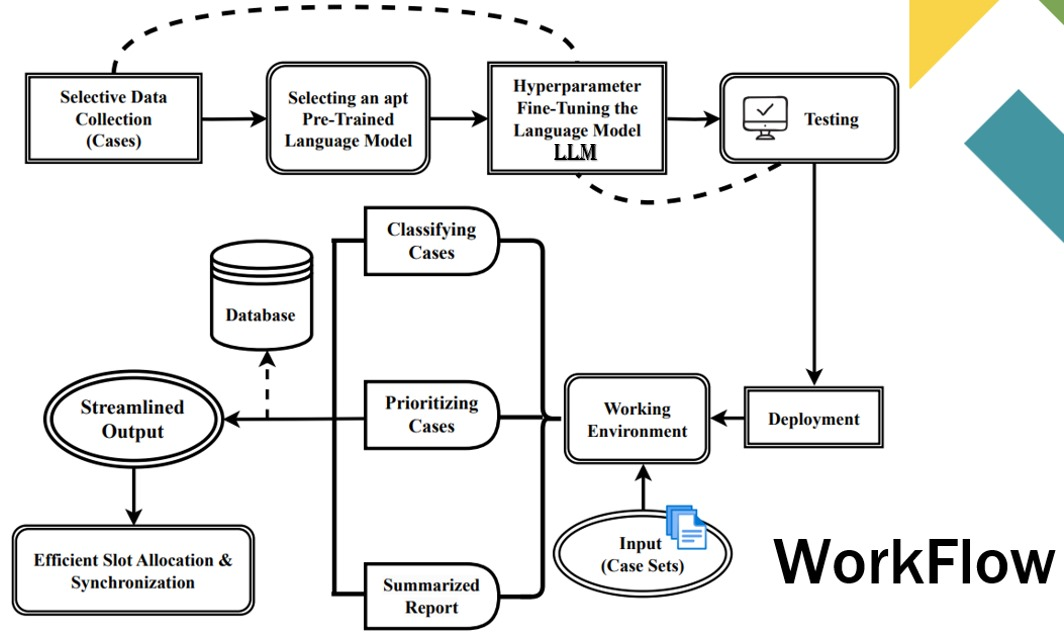 Selective Data
Collection
(Cases)
Selecting an apt
Pre-Trained
Language Model
Hyperparameter
Fine-Tuning the
Language Model
LLM
Testing
Classifying
Cases
Database
Streamlined
Output
Prioritizing
Cases
Working
Environment
Deployment
Efficient Slot Allocation &
Synchronization
Summarized
Report
Input
(Case Sets)
WorkFlow